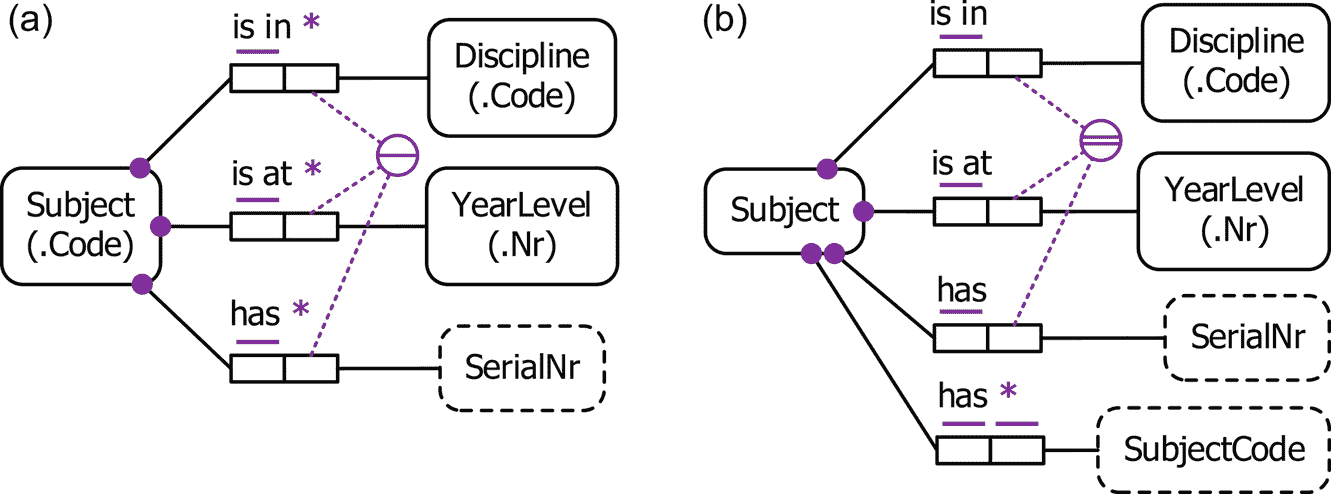 (a)
is in *
Discipline
(.Code)
is at *
Subject
(.Code)
YearLevel
(.Nr)
has *
SerialNr
(b)
is in
Discipline
(.Code)
is at
Subject
YearLevel
(.Nr)
has
SerialNr
has *
SubjectCode